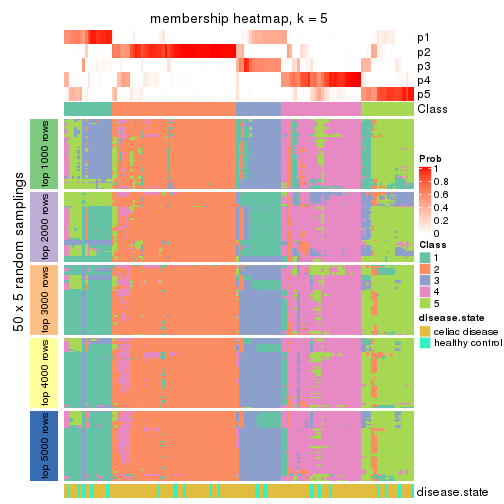 membership heatmap, k = 5
p1
p2
p3
p4
p5
Class
50 x 5 random samplings
top 1000 rows
top 2000 rows
top 3000 rows
top 4000 rows
top 5000 rows
disease.state
Prob
1
0.8
0.6
0.4
0.2
0
Class
1
2
3
4
5
disease.state
celiac disease
healthy control